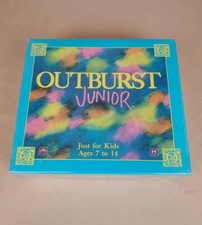 OUTBURST
JUNIOR
Just for Kids
Ages 7 to 14